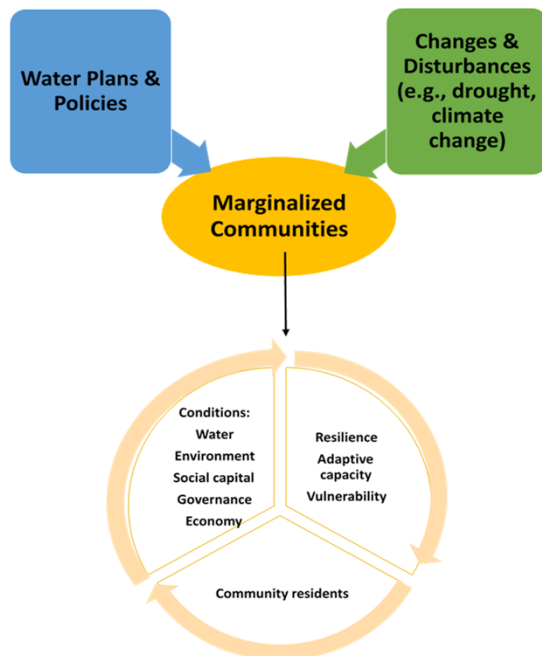 Water Plans &
Policies
Changes &
Disturbances
(e.g., drought,
climate
change)
Marginalized
Communities
Conditions:
Water
Environment
Social capital
Governance
Economy
Resilience
Adaptive
capacity
Vulnerability
Community residents